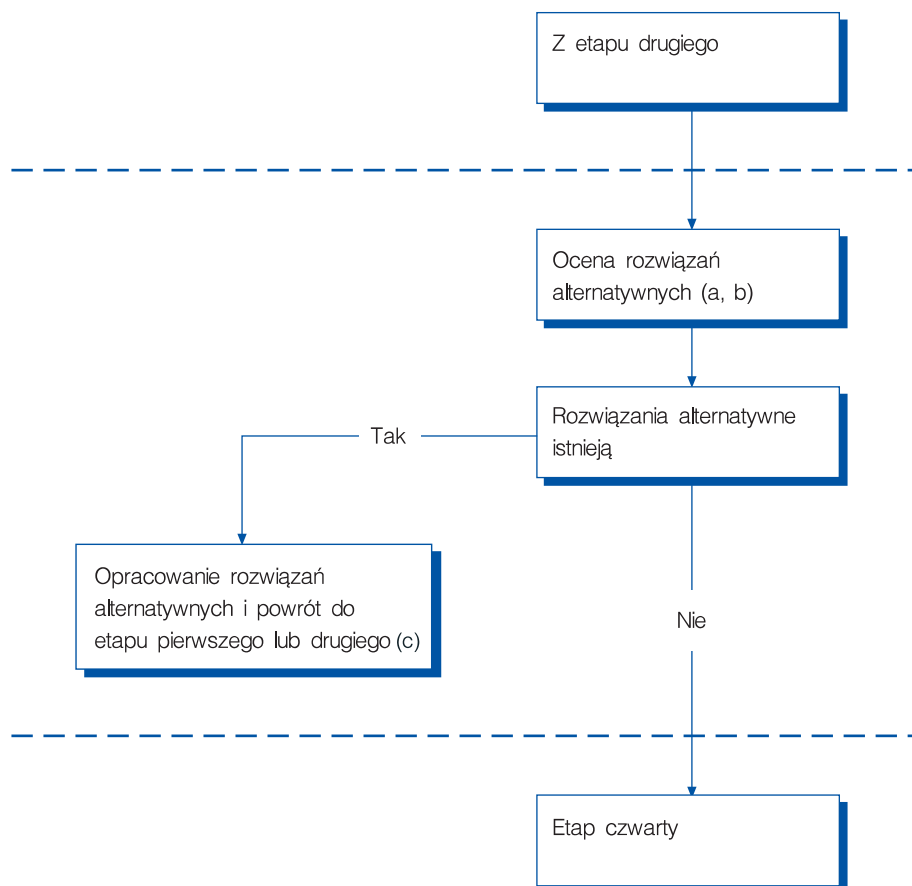 Z etapu drugiego
Ocena rozwiązań
alternatywnych (a, b)
Rozwiązania alternatywne
istnieją
Tak
Opracowanie rozwiązań
alternatywnych i powrót do
etapu pierwszego lub drugiego (c)
Nie
Etap czwarty